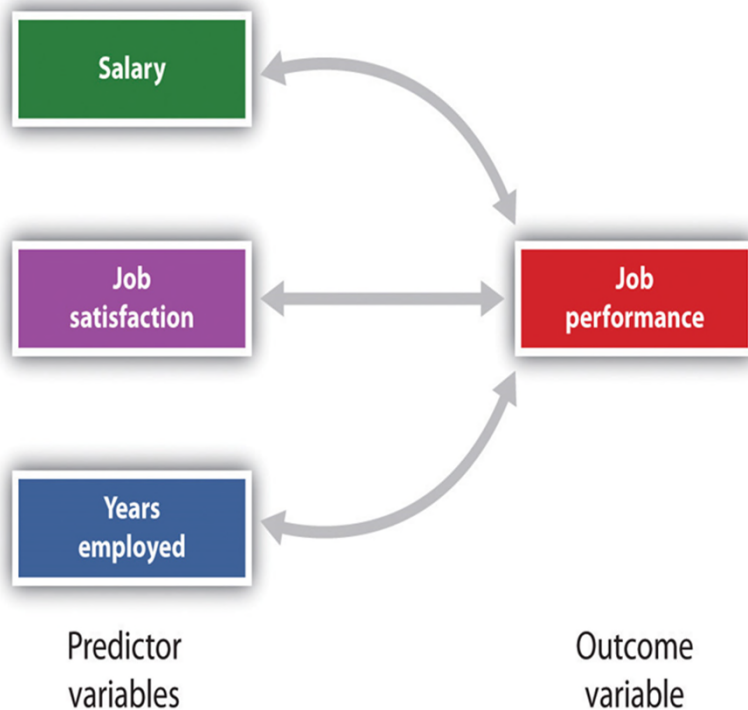 Salary
Job
satisfaction
Job
performance
Years
employed
Predictor
variables
Outcome
variable